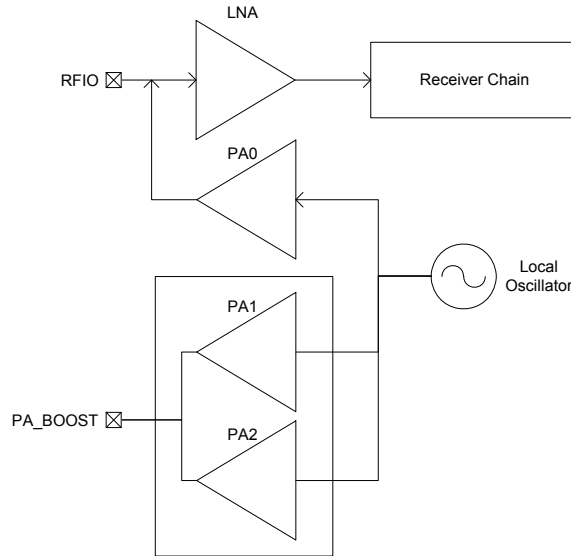 LNA
RFIO
Receiver Chain
PA0
Local
Oscillator
PA1
PA_BOOST
PA2